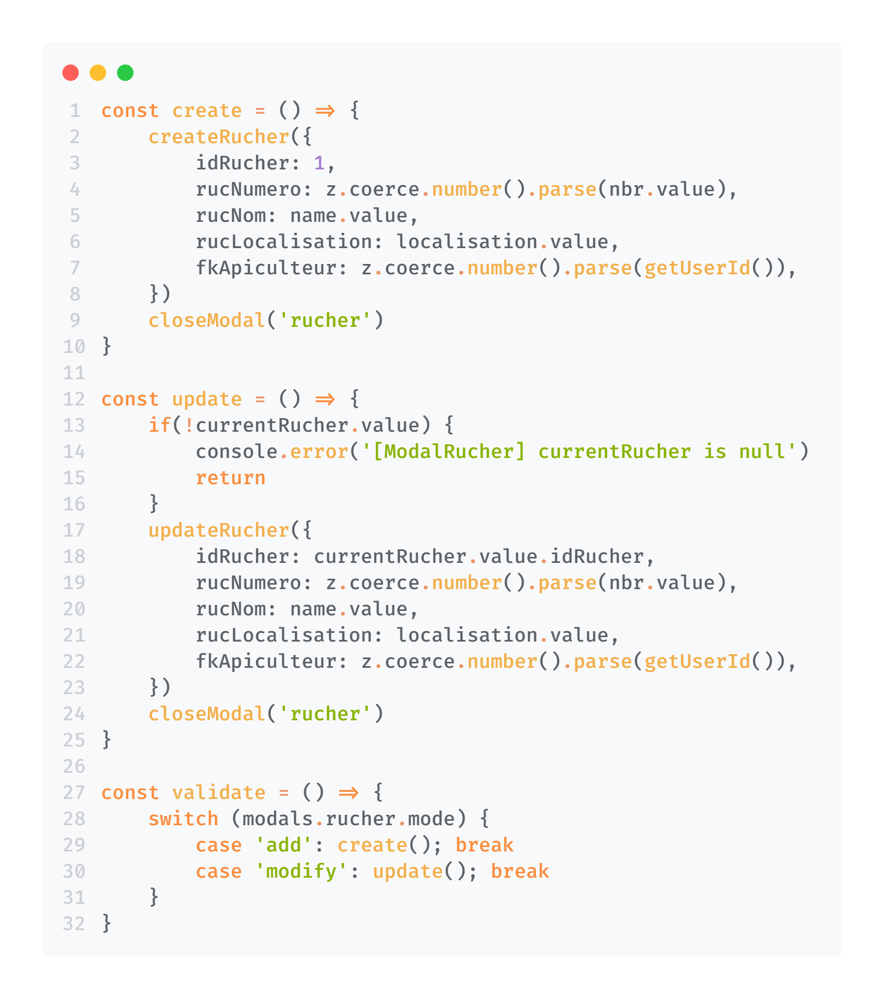 1 const create = () => {
2     createRucher({
3         idRucher: 1,
4         rucNumero: z.coerce.number().parse(nbr.value),
5         rucNom: name.value,
6         rucLocalisation: localisation.value,
7         fkApiculteur: z.coerce.number().parse(getUserId()),
8     })
9     closeModal('rucher')
10 }
11
12 const update = () => {
13     if(!currentRucher.value) {
14         console.error('[ModalRucher] currentRucher is null')
15         return
16     }
17     updateRucher({
18         idRucher: currentRucher.value.idRucher,
19         rucNumero: z.coerce.number().parse(nbr.value),
20         rucNom: name.value,
21         rucLocalisation: localisation.value,
22         fkApiculteur: z.coerce.number().parse(getUserId()),
23     })
24     closeModal('rucher')
25 }
26
27 const validate = () => {
28     switch (modals.rucher.mode) {
29         case 'add': create(); break
30         case 'modify': update(); break
31     }
32 }